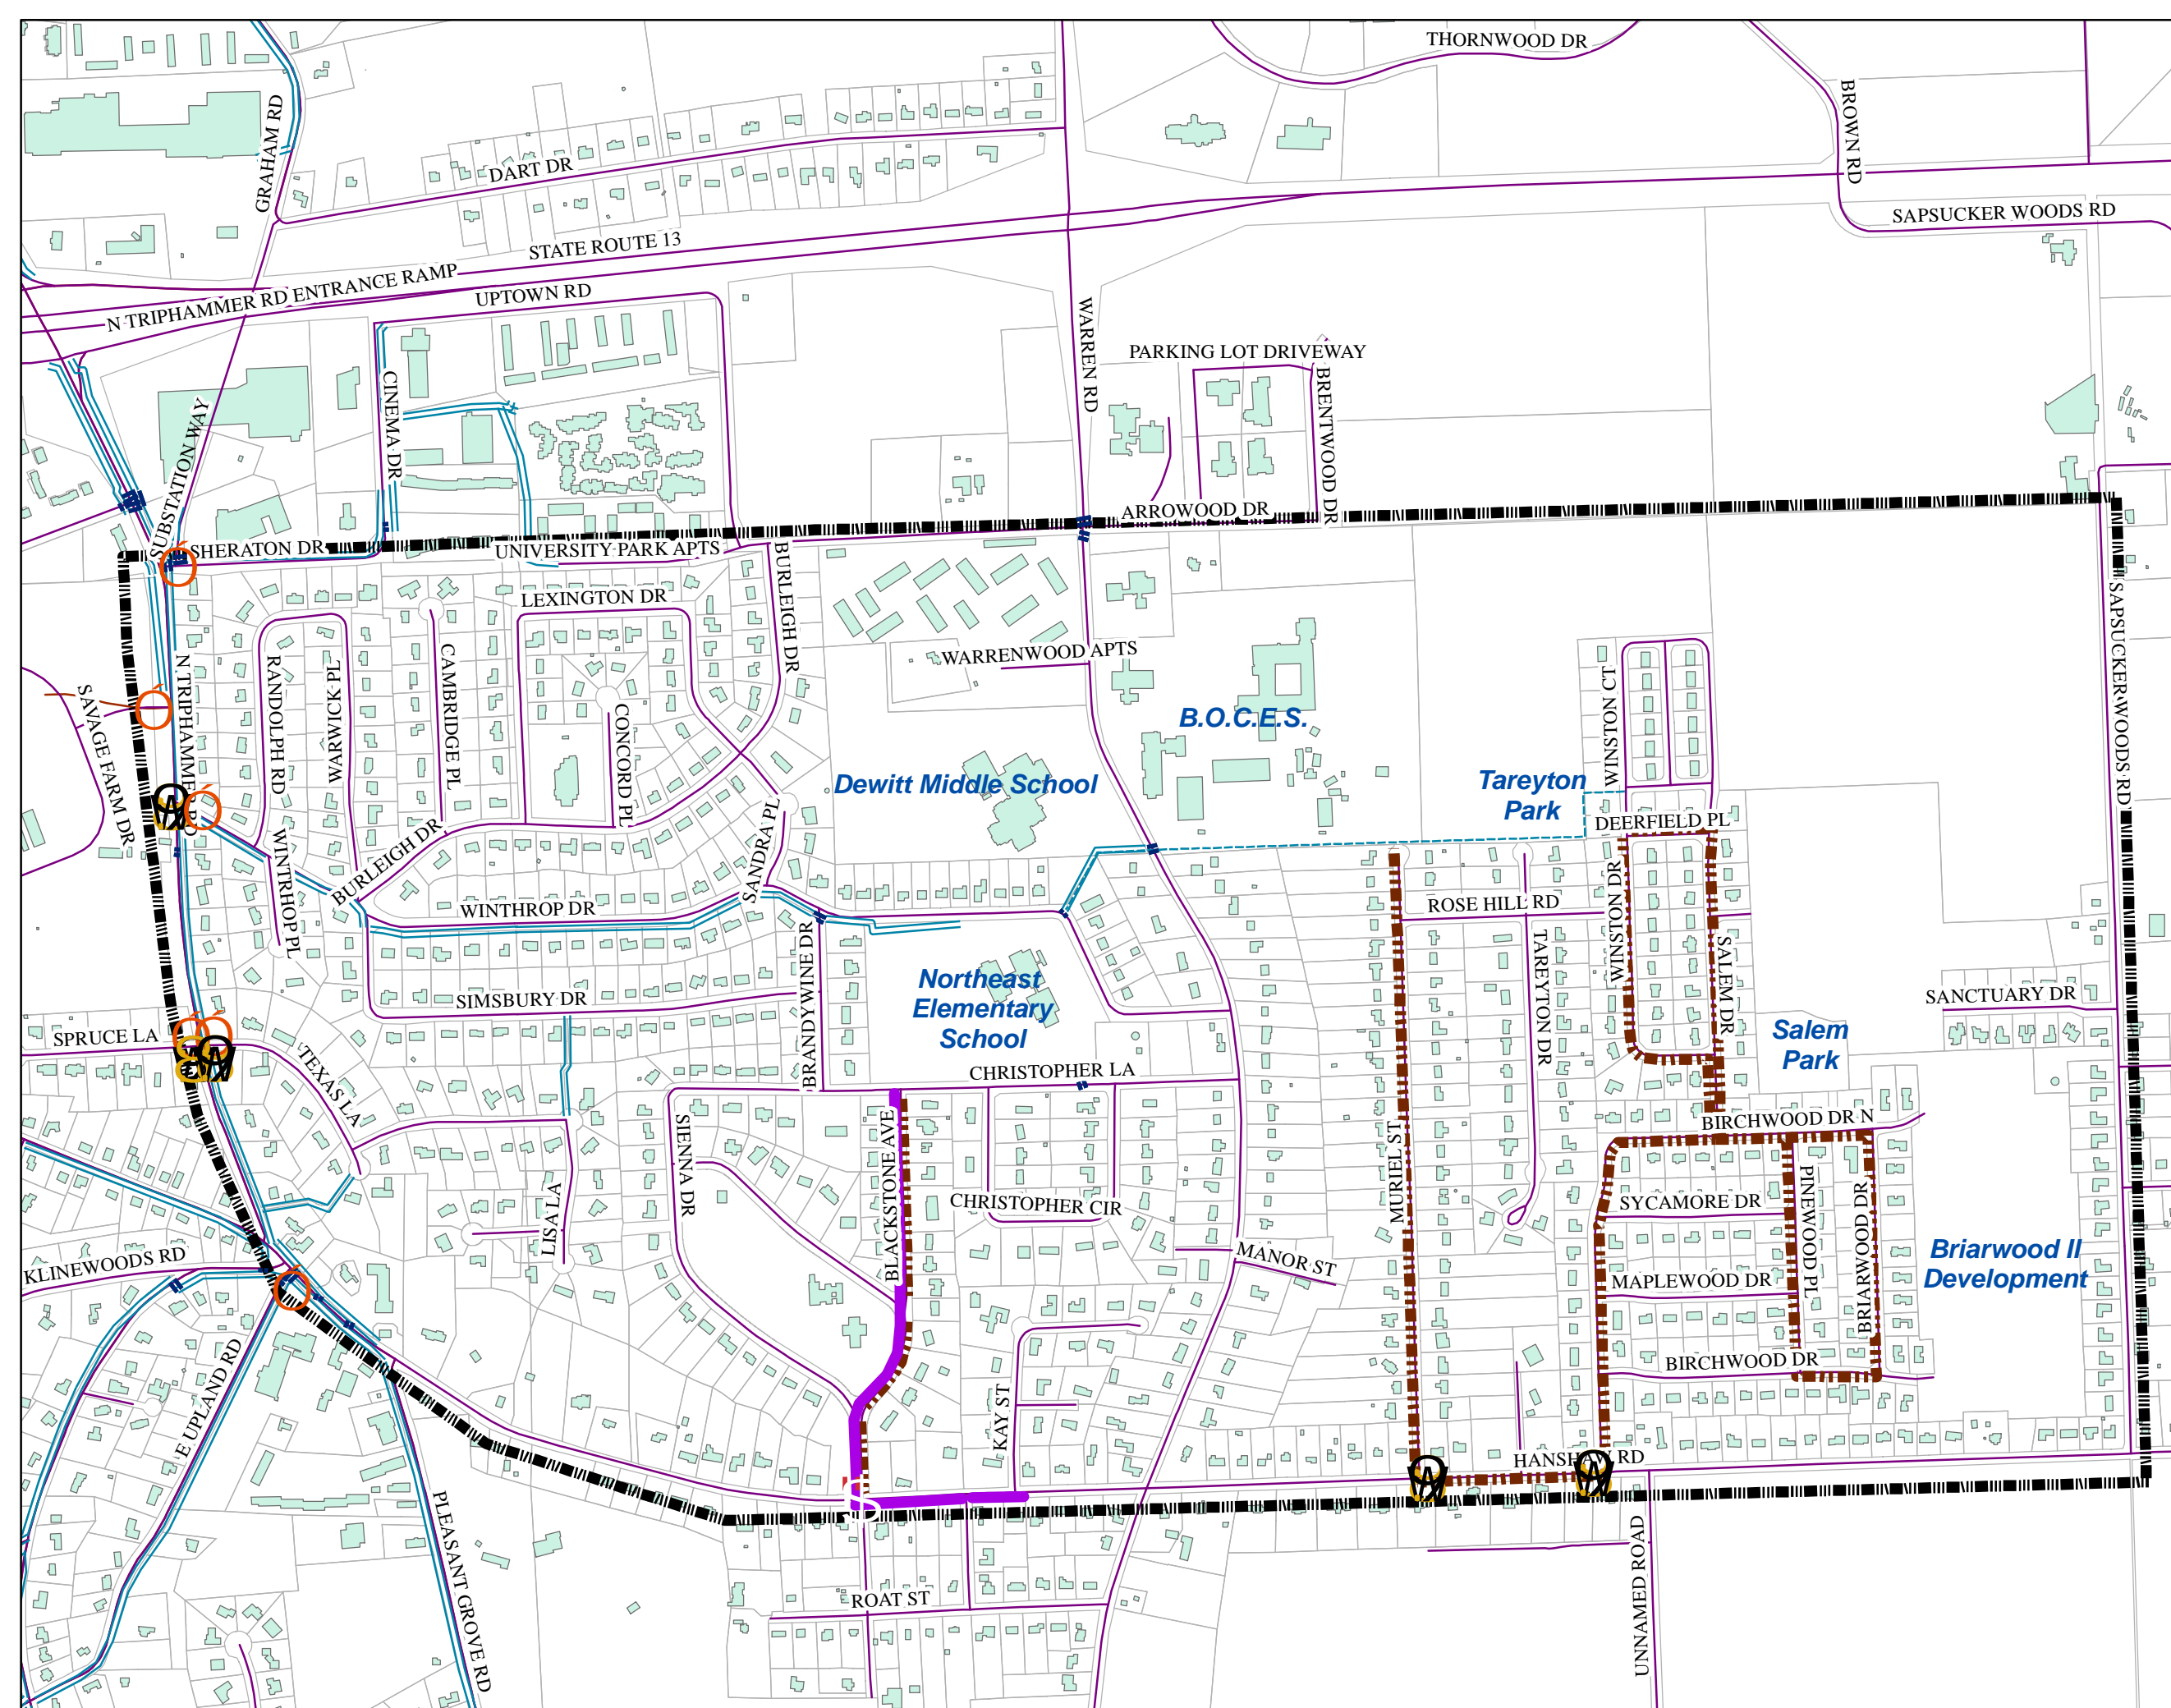 THORNWOOD DR
BROWN RD
GRAHAM RD
DART DR
SAPSUCKER WOODS RD
STATE ROUTE 13
N TRIPHAMMER RD ENTRANCE RAMP
UPTOWN RD
WARREN RD
PARKING LOT DRIVEWAY
BRENTWOOD DR
CINEMA DR
SUBSTATION WAY
ARROWOOD DR
SHERATON DR
UNIVERSITY PARK APTS
BURLEIGH DR
LEXINGTON DR
WARRENWOOD APTS
SAPSUCKERWOODS RD
N TRIPHAMMER RD
RANDOLPH RD
WARWICK PL
CAMBRIDGE PL
CONCORD PL
SAVAGE FARM DR
B.O.C.E.S.
WINSTON CT
Dewitt Middle School
Tareyton
Park
DEERFIELD PL
SANDRA PL
WINTHROP PL
BURLEIGH DR
WINTHROP DR
ROSE HILL RD
WINSTON DR
TAREYTON DR
SALEM DR
BRANDYWINE DR
Northeast
Elementary
School
SIMSBURY DR
SANCTUARY DR
SPRUCE LA
TEXAS LA
Salem
Park
CHRISTOPHER LA
SIENNA DR
BLACKSTONE AVE
MURIEL ST
BIRCHWOOD DR N
PINEWOOD PL
BRIARWOOD DR
SYCAMORE DR
CHRISTOPHER CIR
LISA LA
MANOR ST
KLINEWOODS RD
MAPLEWOOD DR
Briarwood II
Development
E UPLAND RD
BIRCHWOOD DR
KAY ST
HANSHAW RD
PLEASANT GROVE RD
UNNAMED ROAD
ROAT ST